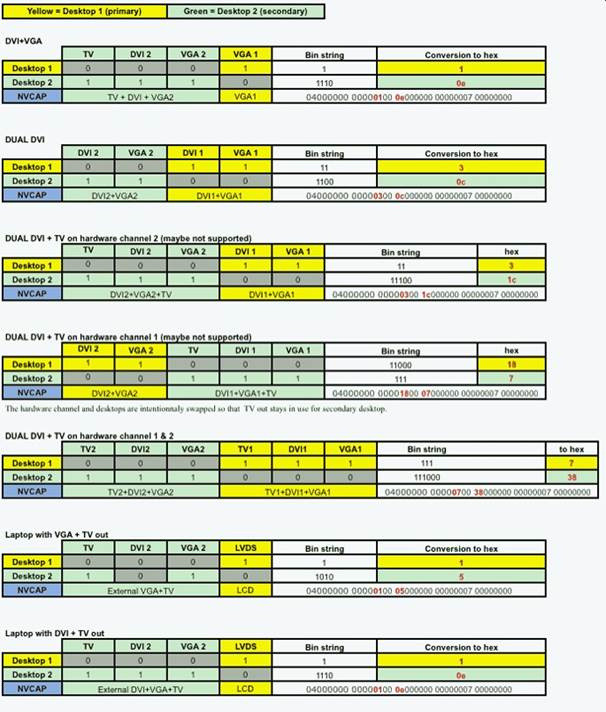 Yellow = Desktop 1 (primary) Green = Desktop 2 (secondary)
DVI+VGA
TV DVI 2 VGA 2 VGA 1 Bin string Conversion to hex
Desktop 1 0 0 0 1 1 1
Desktop 2 1 1 1 0 1110 0e
NVCAP TV + DVI + VGA2 VGA1 04000000 00000100 0e000000 00000007 00000000
DUAL DVI
DVI 2 VGA 2 DVI 1 VGA 1 Bin string Conversion to hex
Desktop 1 0 0 1 1 11 3
Desktop 2 1 1 0 0 1100 0c
NVCAP DVI2+VGA2 DVI1+VGA1 04000000 00000300 0c000000 00000007 00000000
DUAL DVI + TV on hardware channel 2 (maybe not supported)
TV DVI 2 VGA 2 DVI 1 VGA 1 Bin string hex
Desktop 1 0 0 0 1 1 11 3
Desktop 2 1 1 1 0 0 11100 1c
NVCAP DVI2+VGA2+TV DVI1+VGA1 04000000 00000300 1c000000 00000007 00000000
DUAL DVI + TV on hardware channel 1 (maybe not supported)
DVI 2 VGA 2 TV DVI 1 VGA 1 Bin string hex
Desktop 1 1 1 0 0 0 11000 18
Desktop 2 0 0 1 1 1 111 7
NVCAP DVI2+VGA2 DVI1+VGA1+TV 04000000 00001800 07000000 00000007 00000000
The hardware channel and desktops are intentionnaly swapped so that TV out stays in use for secondary desktop.
DUAL DVI + TV on hardware channel 1 & 2
TV2 DVI2 VGA2 TV1 DVI1 VGA1 Bin string to hex
Desktop 1 0 0 0 1 1 1 111 7
Desktop 2 1 1 1 0 0 0 111000 38
NVCAP TV2+DVI2+VGA2 TV1+DVI1+VGA1 04000000 00000700 38000000 00000007 00000000
Laptop with VGA + TV out
TV DVI 2 VGA 2 LVDS Bin string Conversion to hex
Desktop 1 0 0 0 1 1 1
Desktop 2 1 0 1 0 1010 5
NVCAP External VGA+TV LCD 04000000 00000100 05000000 00000007 00000000
Laptop with DVI + TV out
TV DVI 2 VGA 2 LVDS Bin string Conversion to hex
Desktop 1 0 0 0 1 1 1
Desktop 2 1 1 1 0 1110 0e
NVCAP External DVI+VGA+TV LCD 04000000 00000100 0e000000 00000007 00000000